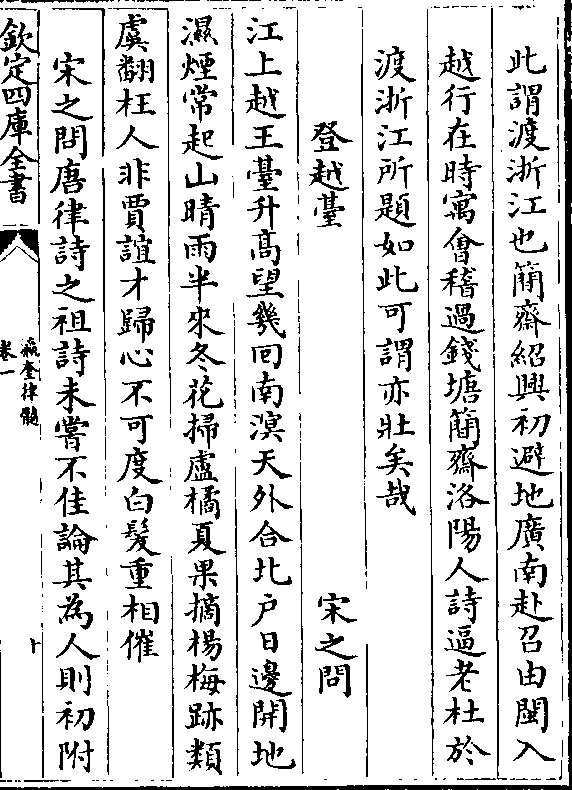 此謂渡浙江也簡齋紹興初避地廣南赴召由閩入
越行在時寓會稽過錢塘簡齋洛陽人詩逼老杜於
渡浙江所題如此可謂亦壯矣哉
登越臺 宋之問
江上越王臺升髙望幾回南溟天外合北户日邊開地
濕煙常起山晴雨半來冬花掃盧橘夏果摘楊梅跡類
虞翻枉人非賈誼才歸心不可度白髮重相催
宋之問唐律詩之祖詩未嘗不佳論其為人則初附
欽定四庫全書
瀛奎律髓
卷一
十